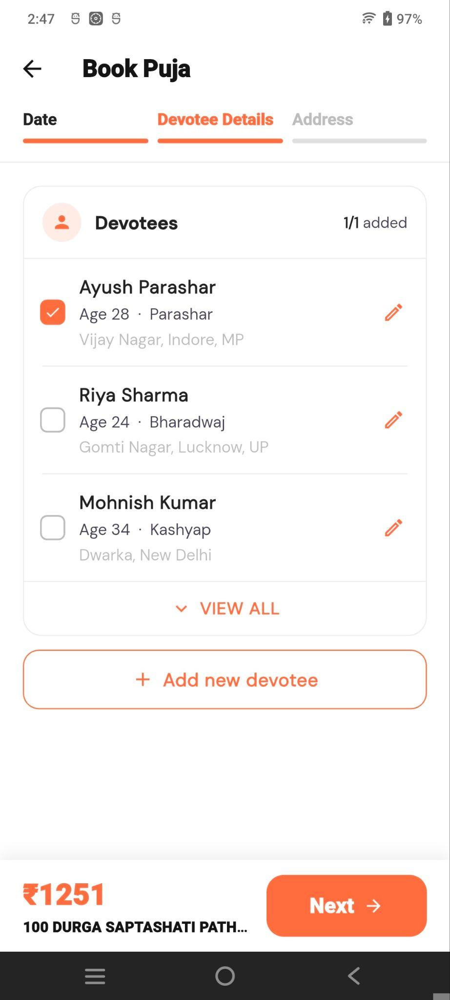 2:47
97%
Book Puja
Date
Devotee Details
Address
Devotees
1/1 added
Ayush Parashar
Age 28 · Parashar
Vijay Nagar, Indore, MP
Riya Sharma
Age 24 · Bharadwaj
Gomti Nagar, Lucknow, UP
Mohnish Kumar
Age 34 · Kashyap
Dwarka, New Delhi
VIEW ALL
+ Add new devotee
₹1251
100 DURGA SAPTASHATI PATH...
Next →